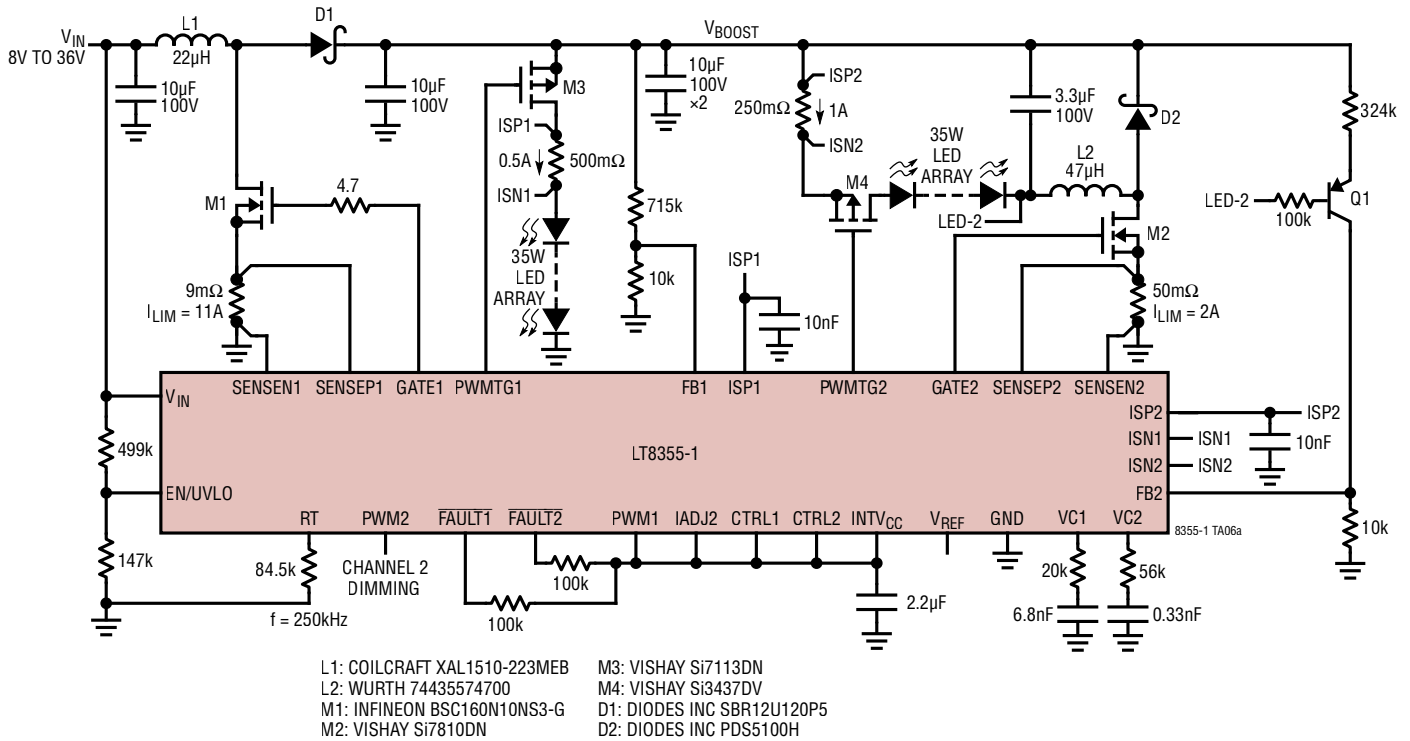 VIN
8V TO 36V
L1
22µH
D1
VBOOST
10µF
100V
10µF
100V
M3
ISP1
0.5A
500mΩ
ISN1
35W
LED
ARRAY
10µF
100V
×2
715k
10k
ISP2
250mΩ
1A
ISN2
M4
35W
LED
ARRAY
LED-2
3.3µF
100V
L2
47µH
D2
324k
LED-2
100k
Q1
M1
4.7
9mΩ
ILIM = 11A
ISP1
10nF
M2
50mΩ
ILIM = 2A
SENSEN1
SENSEP1
GATE1
PWMTG1
FB1
ISP1
PWMTG2
GATE2
SENSEP2
SENSEN2
VIN
499k
EN/UVLO
147k
LT8355-1
ISP2
ISP2
ISN1
ISN1
10nF
ISN2
ISN2
FB2
10k
RT
PWM2
FAULT1
FAULT2
PWM1
IADJ2
CTRL1
CTRL2
INTVCC
VREF
GND
VC1
VC2
8355-1 TA06a
84.5k
f = 250kHz
CHANNEL 2
DIMMING
100k
100k
2.2µF
20k
6.8nF
56k
0.33nF
L1: COILCRAFT XAL1510-223MEB
L2: WURTH 74435574700
M1: INFINEON BSC160N10NS3-G
M2: VISHAY Si7810DN
M3: VISHAY Si7113DN
M4: VISHAY Si3437DV
D1: DIODES INC SBR12U120P5
D2: DIODES INC PDS5100H